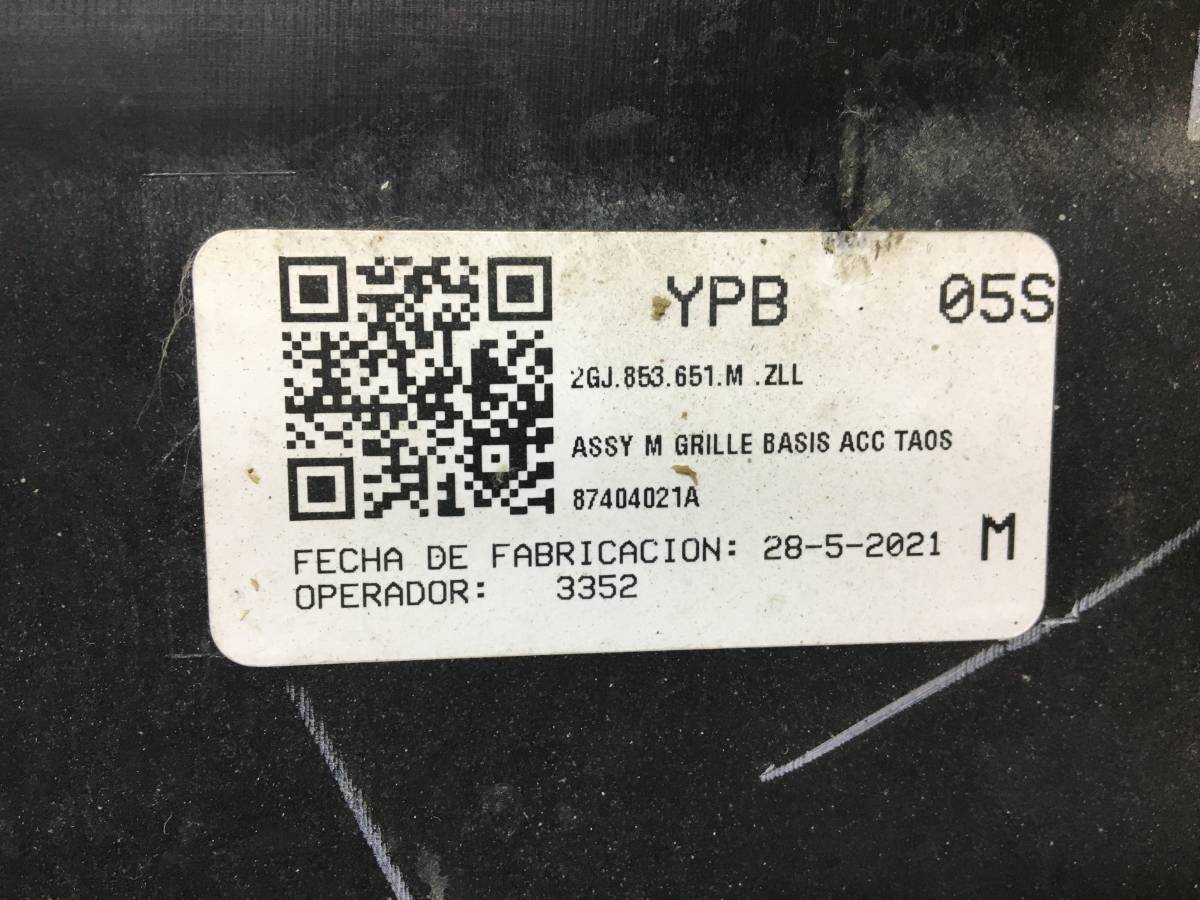 YPB 05S
2GJ.853.651.M .ZLL
ASSY M GRILLE BASIS ACC TAOS
87404021A
FECHA DE FABRICACION: 28-5-2021 M
OPERADOR: 3352